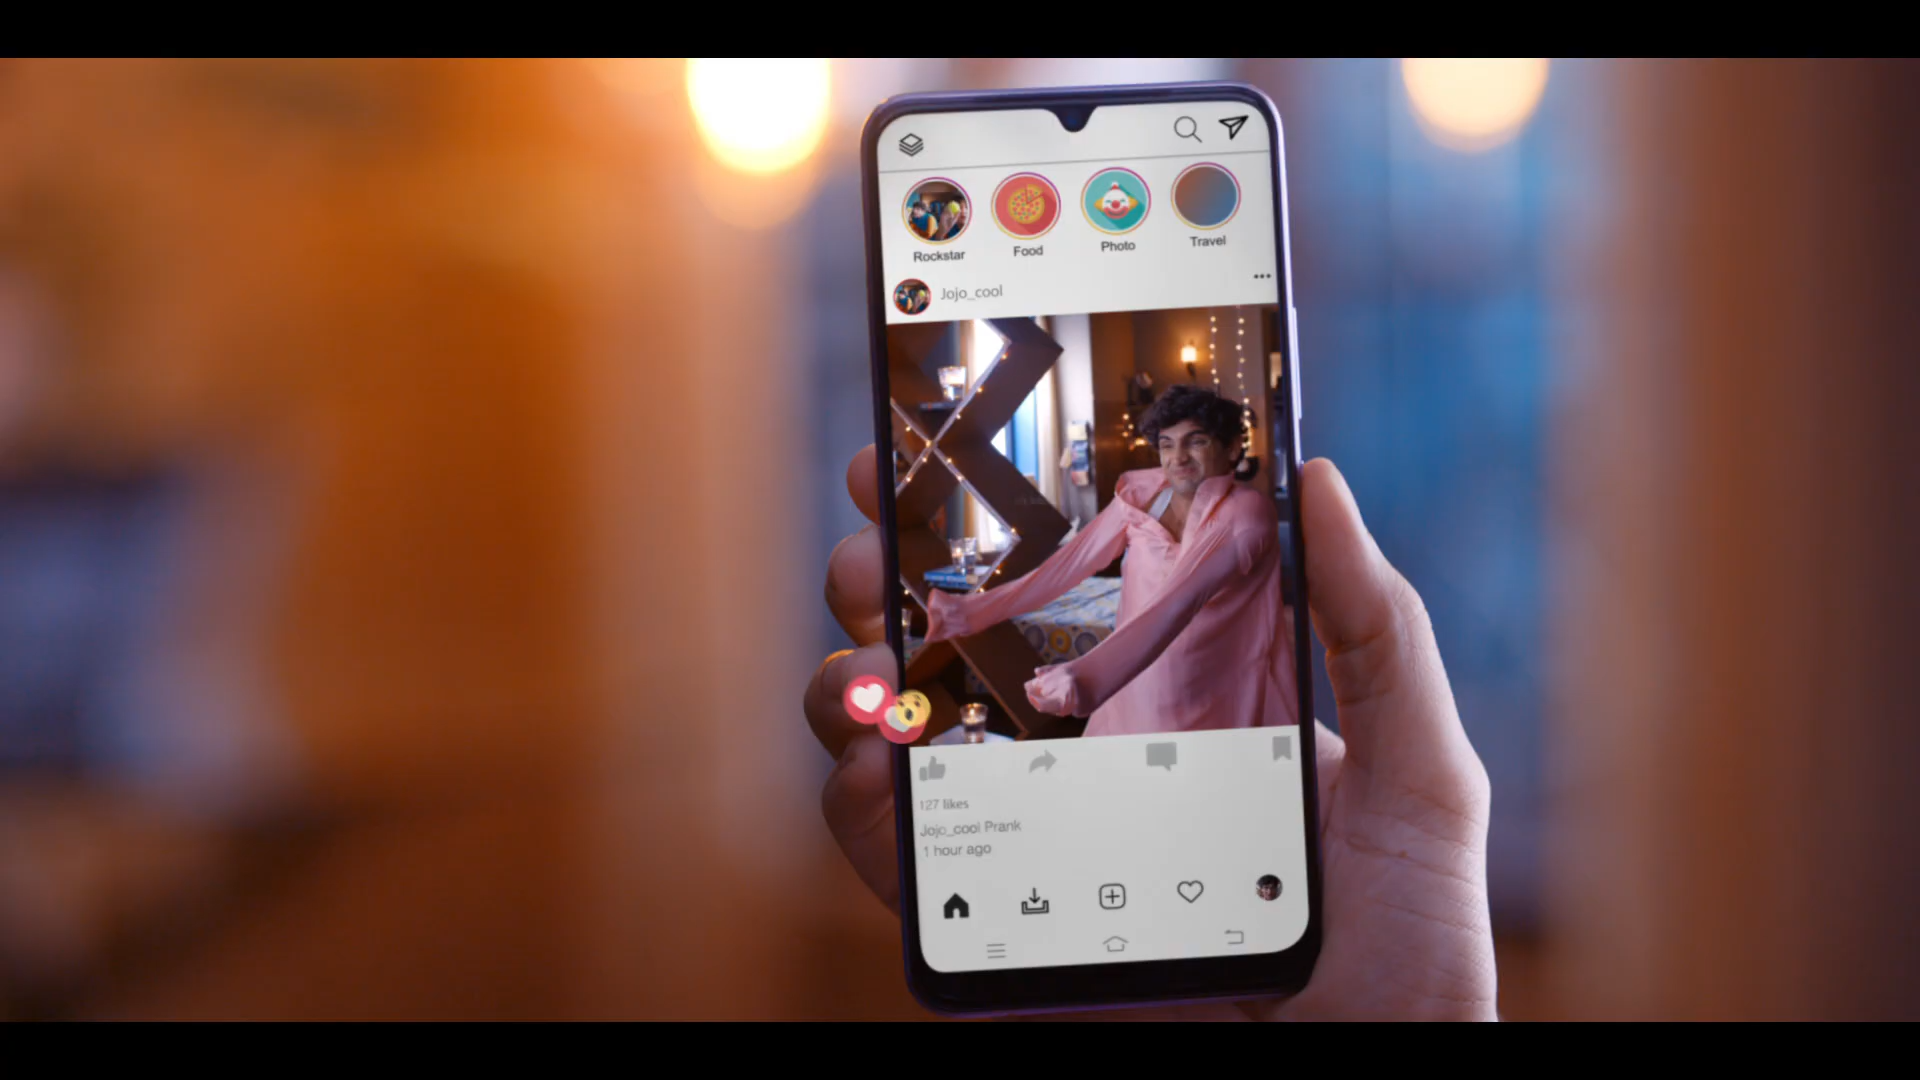 Rockstar
Food
Photo
Travel
Jojo_cool
127 likes
Jojo_cool Prank
1 hour ago